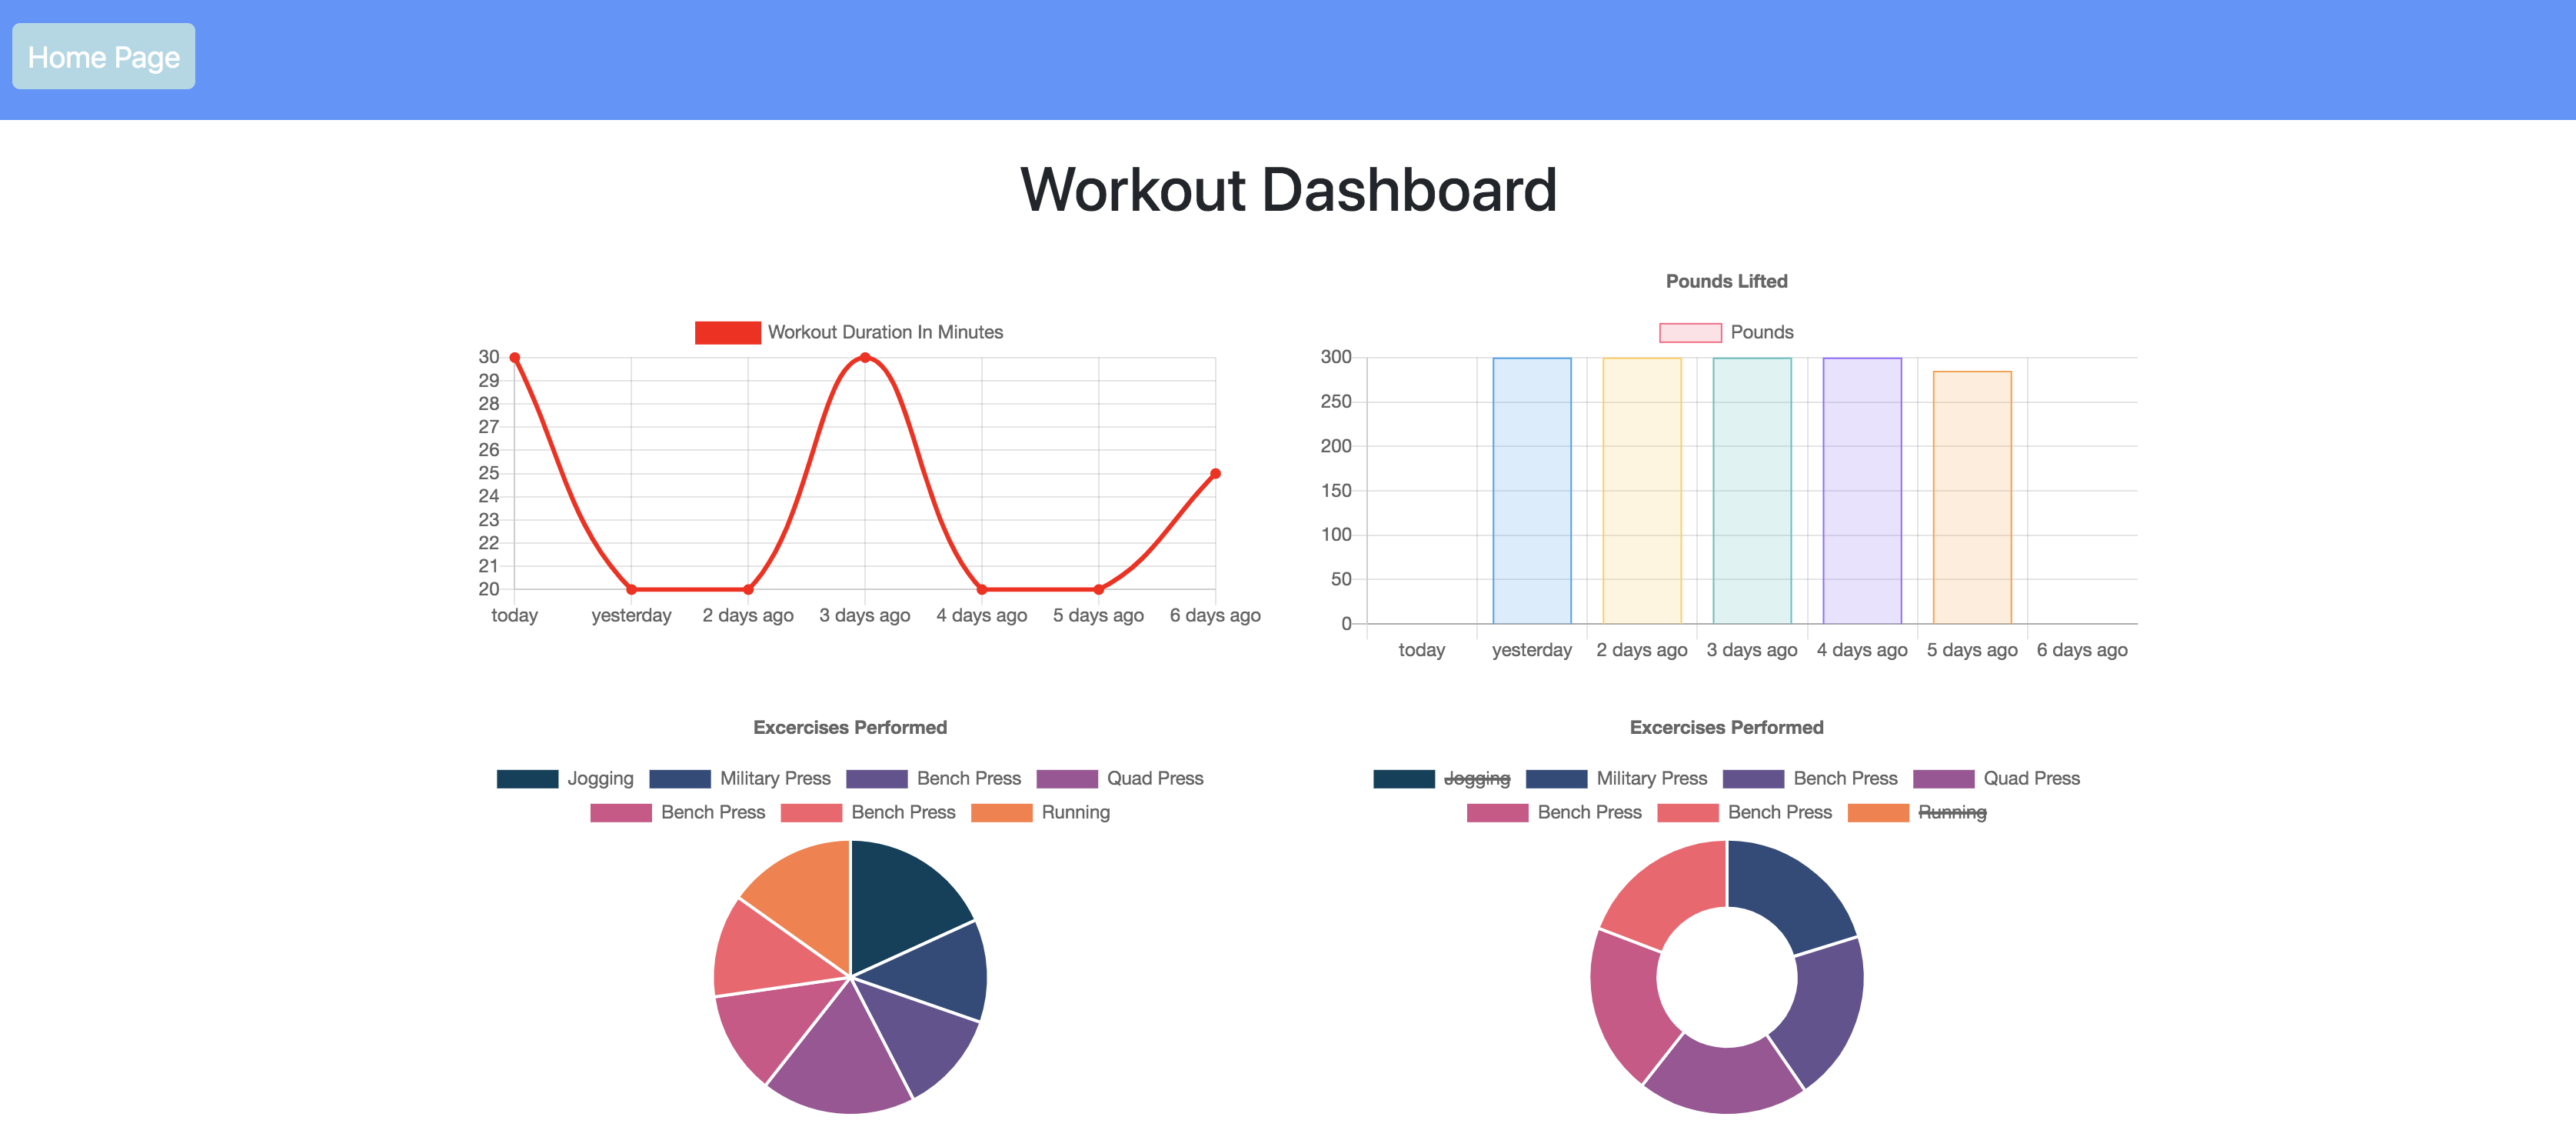 Home Page
Workout Dashboard
Workout Duration In Minutes
30
29
28
27
26
25
24
23
22
21
20
today yesterday 2 days ago 3 days ago 4 days ago 5 days ago 6 days ago
Pounds Lifted
Pounds
300
250
200
150
100
50
0
today yesterday 2 days ago 3 days ago 4 days ago 5 days ago 6 days ago
Excercises Performed
Jogging Military Press Bench Press Quad Press
Bench Press Bench Press Running
Excercises Performed
Jogging Military Press Bench Press Quad Press
Bench Press Bench Press Running